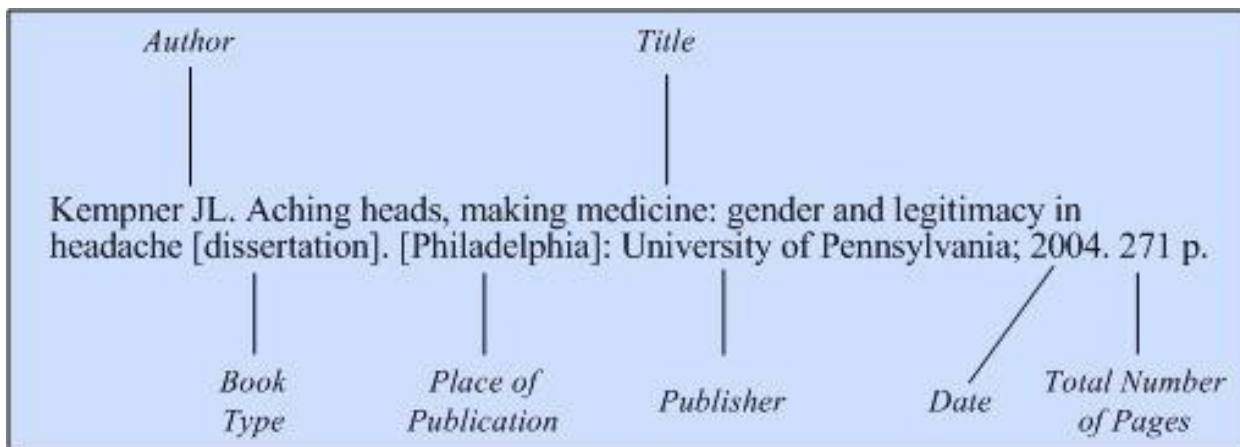 Author Title
Kempner JL. Aching heads, making medicine: gender and legitimacy in
headache [dissertation]. [Philadelphia]: University of Pennsylvania; 2004. 271 p.
Book Place of Total Number
Type Publication Publisher Date of Pages